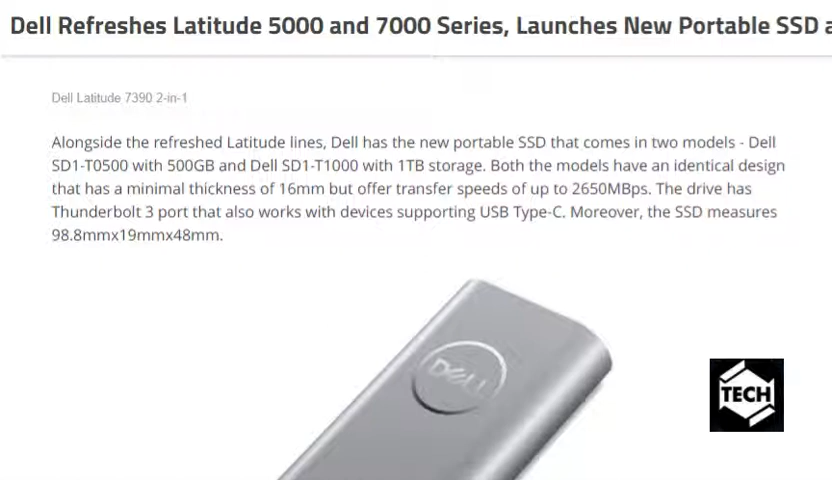 Dell Refreshes Latitude 5000 and 7000 Series, Launches New Portable SSD a
Dell Latitude 7390 2-in-1
Alongside the refreshed Latitude lines, Dell has the new portable SSD that comes in two models - Dell
SD1-T0500 with 500GB and Dell SD1-T1000 with 1TB storage. Both the models have an identical design
that has a minimal thickness of 16mm but offer transfer speeds of up to 2650MBps. The drive has
Thunderbolt 3 port that also works with devices supporting USB Type-C. Moreover, the SSD measures
98.8mmx19mmx48mm.
DELL
TECH